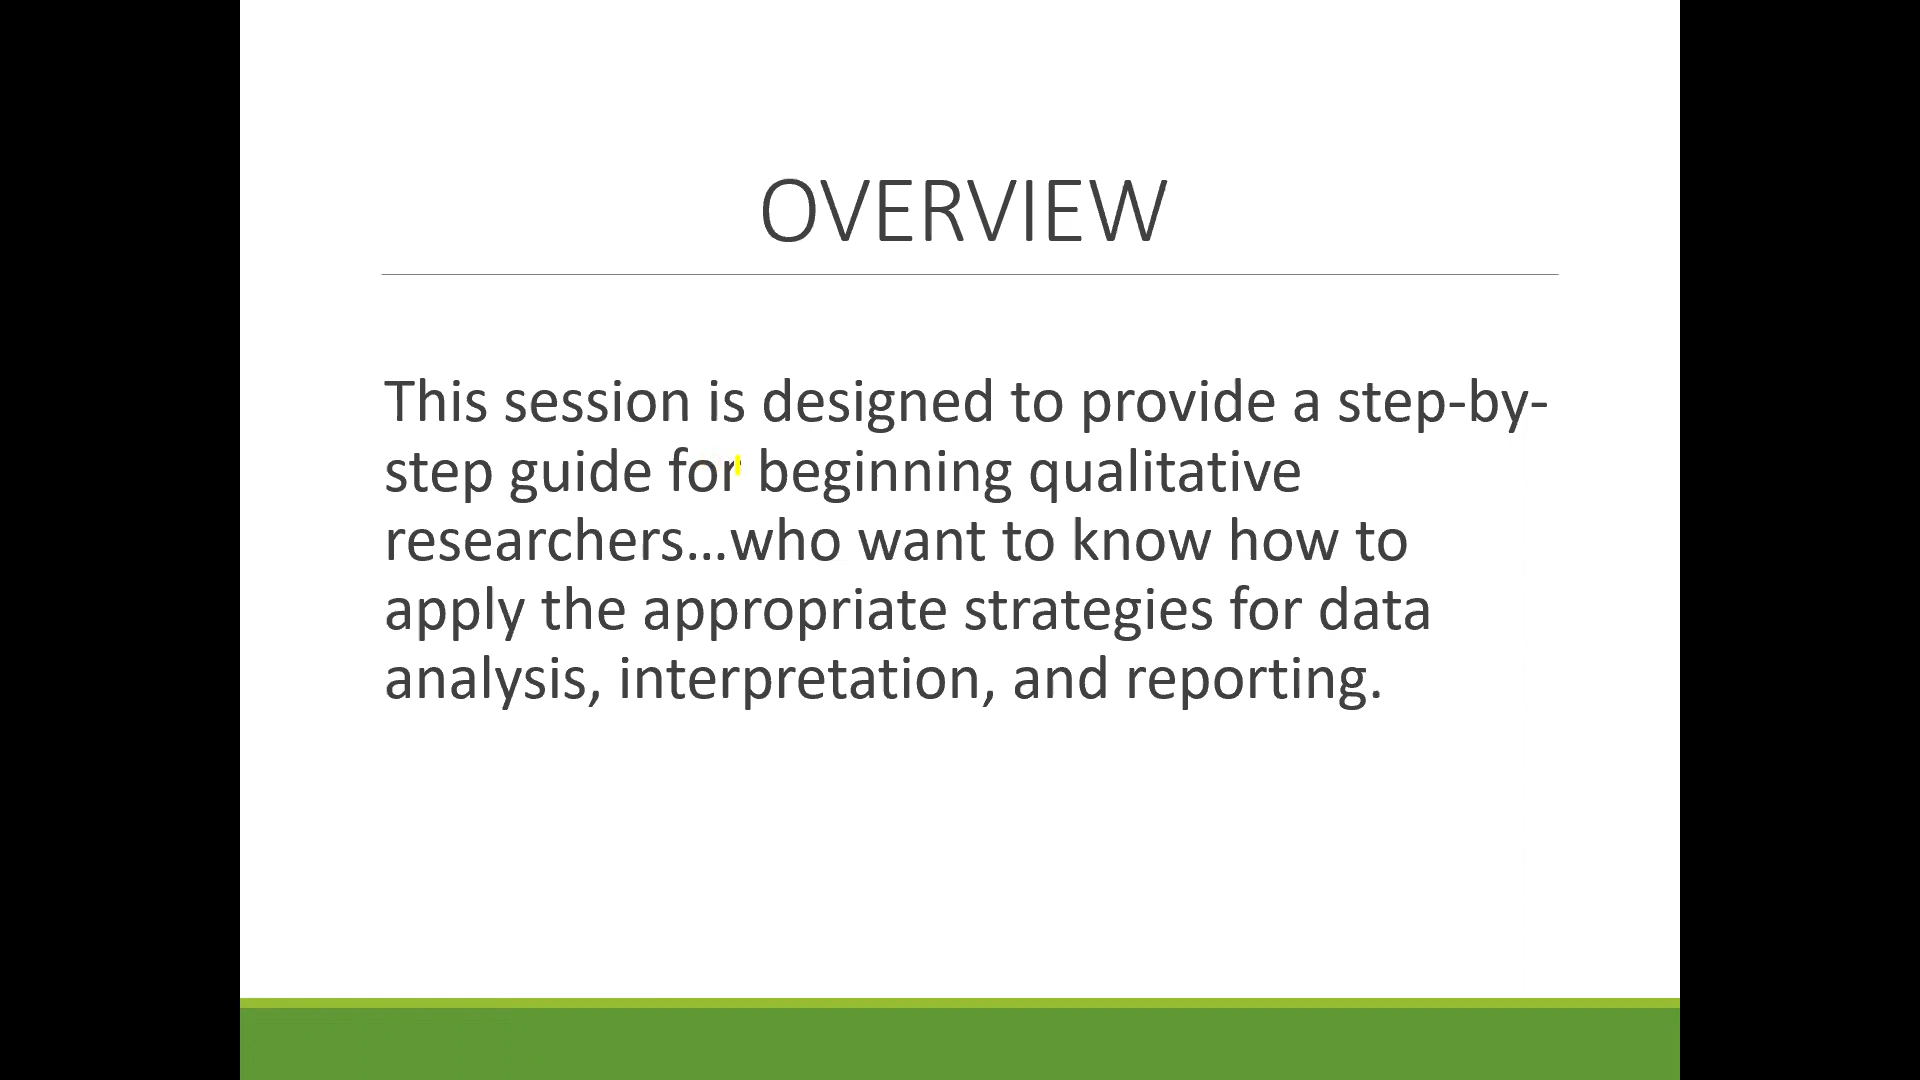 OVERVIEW
This session is designed to provide a step-by-
step guide for beginning qualitative
researchers...who want to know how to
apply the appropriate strategies for data
analysis, interpretation, and reporting.